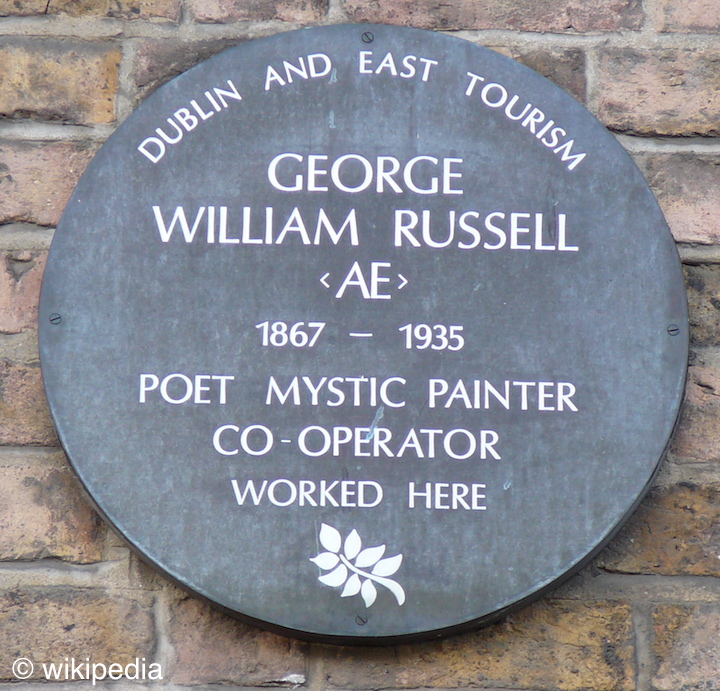 DUBLIN AND EAST TOURISM
GEORGE
WILLIAM RUSSELL
‹AE›
1867 – 1935
POET MYSTIC PAINTER
CO-OPERATOR
WORKED HERE
© wikipedia